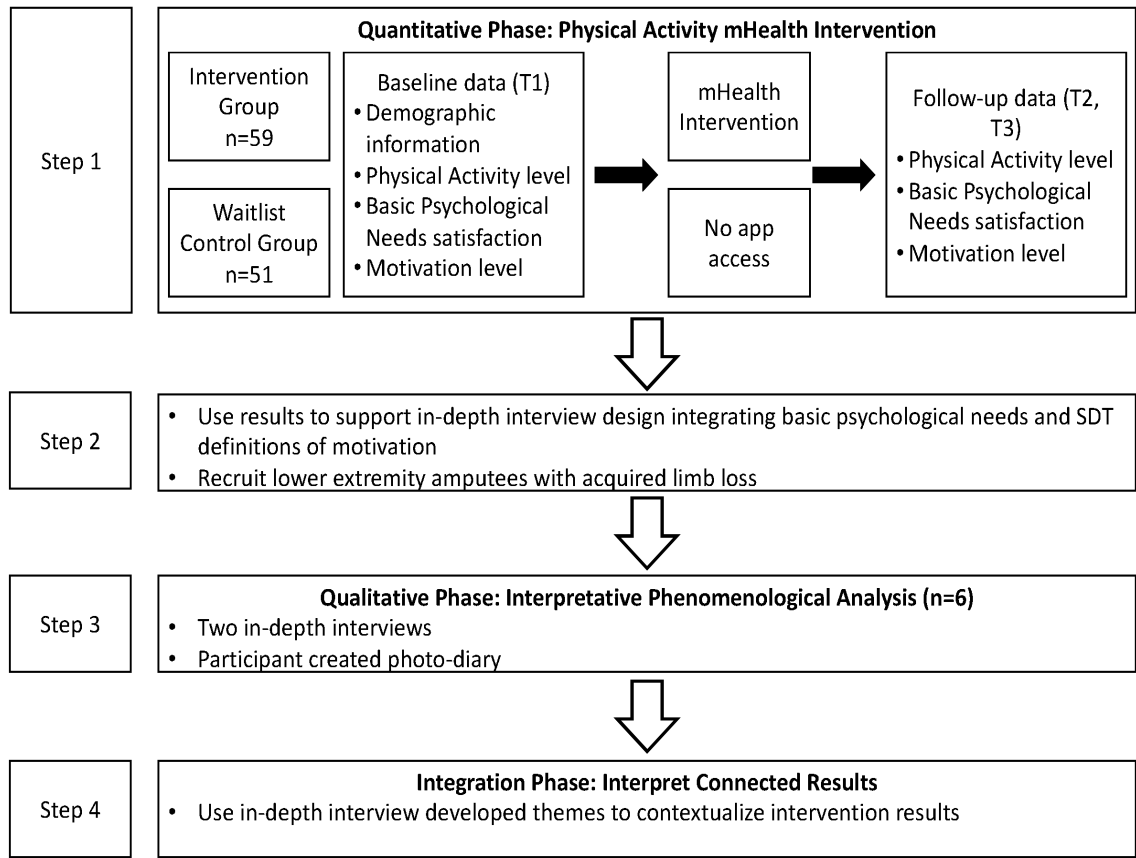 Step 1
Quantitative Phase: Physical Activity mHealth Intervention
Intervention
Group
n=59
Waitlist
Control Group
n=51
Baseline data (T1)
• Demographic
information
• Physical Activity level
• Basic Psychological
Needs satisfaction
• Motivation level
mHealth
Intervention
No app
access
Follow-up data (T2,
T3)
• Physical Activity level
• Basic Psychological
Needs satisfaction
• Motivation level
Step 2
• Use results to support in-depth interview design integrating basic psychological needs and SDT
definitions of motivation
• Recruit lower extremity amputees with acquired limb loss
Step 3
Qualitative Phase: Interpretative Phenomenological Analysis (n=6)
• Two in-depth interviews
• Participant created photo-diary
Step 4
Integration Phase: Interpret Connected Results
• Use in-depth interview developed themes to contextualize intervention results